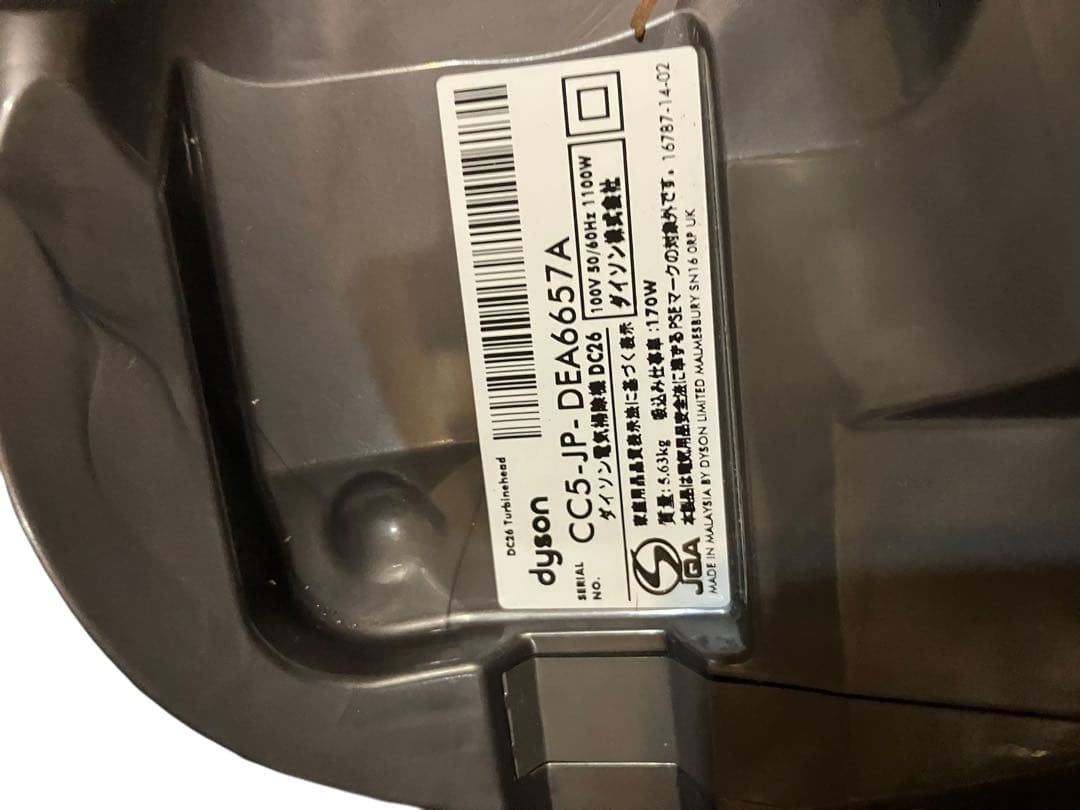 DC26 Turbinehead
dyson
SERIAL NO. CC5-JP-DEA6657A
ダイソン電気掃除機 DC26
100V 50/60Hz 1100W
ダイソン株式会社
家庭用品品質表示法に基づく表示
質量:5.63kg 吸込み仕事率:170W
本製品は電気用品安全法に準ずるPSEマークの対象外です。16787-14-02
S
JQA
MADE IN MALAYSIA BY DYSON LIMITED MALMESBURY SN16 0RP UK